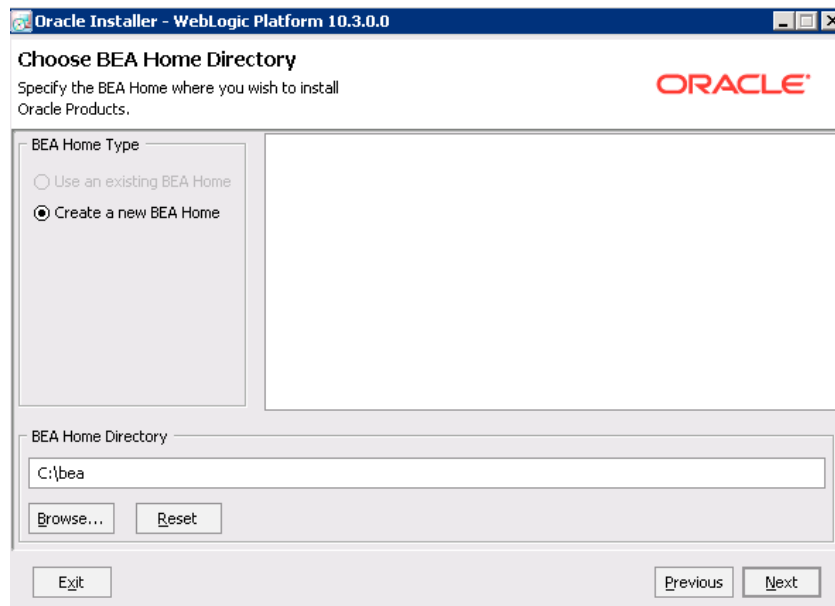 Oracle Installer - WebLogic Platform 10.3.0.0
Choose BEA Home Directory
Specify the BEA Home where you wish to install
Oracle Products.
ORACLE
BEA Home Type
Use an existing BEA Home
Create a new BEA Home
BEA Home Directory
C:\bea
Browse...
Reset
Exit
Previous
Next